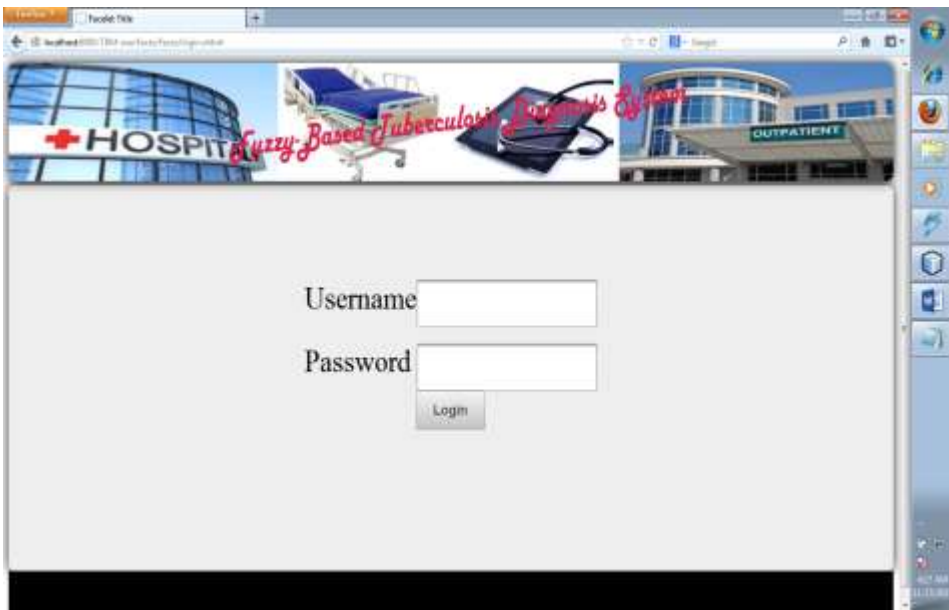 Facelet Title
HOSPIT
Fuzzy-Based Tuberculosis Diagnosis System
OUTPATIENT
Username
Password
Login